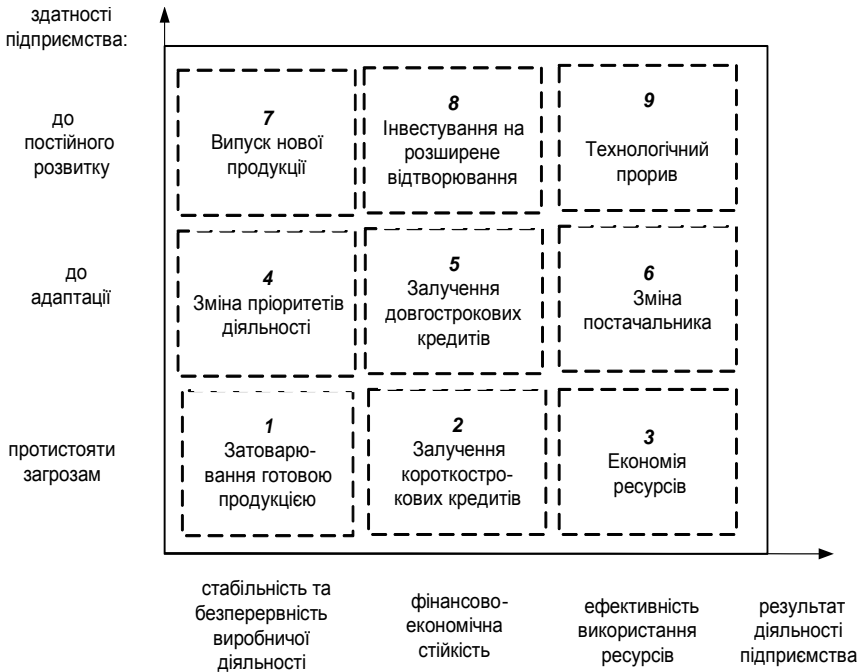 здатності
підприємства:
до
постійного
розвитку
7
Випуск нової
продукції
8
Інвестування на
розширене
відтворювання
9
Технологічний
прорив
до
адаптації
4
Зміна пріоритетів
діяльності
5
Залучення
довгострокових
кредитів
6
Зміна
постачальника
протистояти
загрозам
1
Затоварю-
вання готовою
продукцією
2
Залучення
короткостро-
кових кредитів
3
Економія
ресурсів
стабільність та
безперервність
виробничої
діяльності
фінансово-
економічна
стійкість
ефективність
використання
ресурсів
результат
діяльності
підприємства